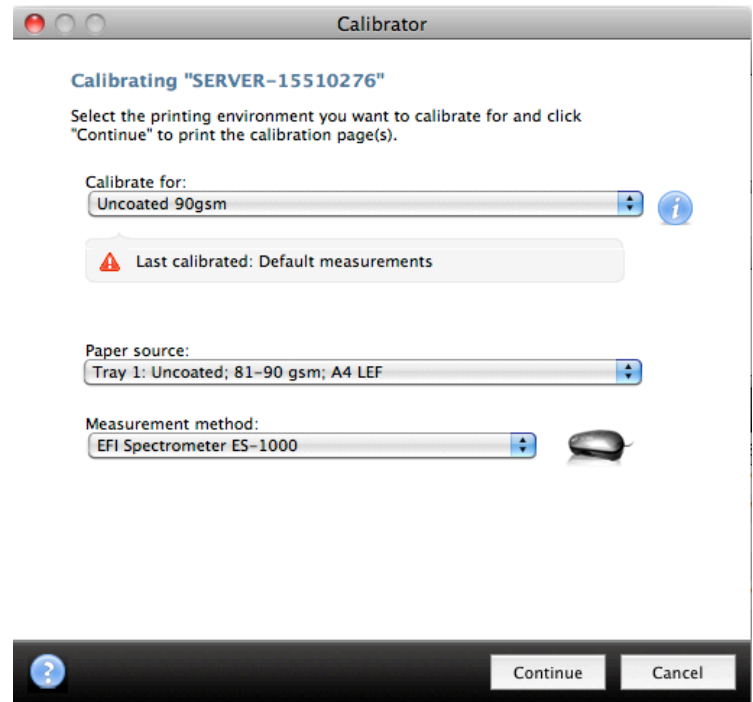 Calibrator
Calibrating "SERVER-15510276"
Select the printing environment you want to calibrate for and click
"Continue" to print the calibration page(s).
Calibrate for:
Uncoated 90gsm
i
Last calibrated: Default measurements
Paper source:
Tray 1: Uncoated; 81-90 gsm; A4 LEF
Measurement method:
EFI Spectrometer ES-1000
?
Continue
Cancel